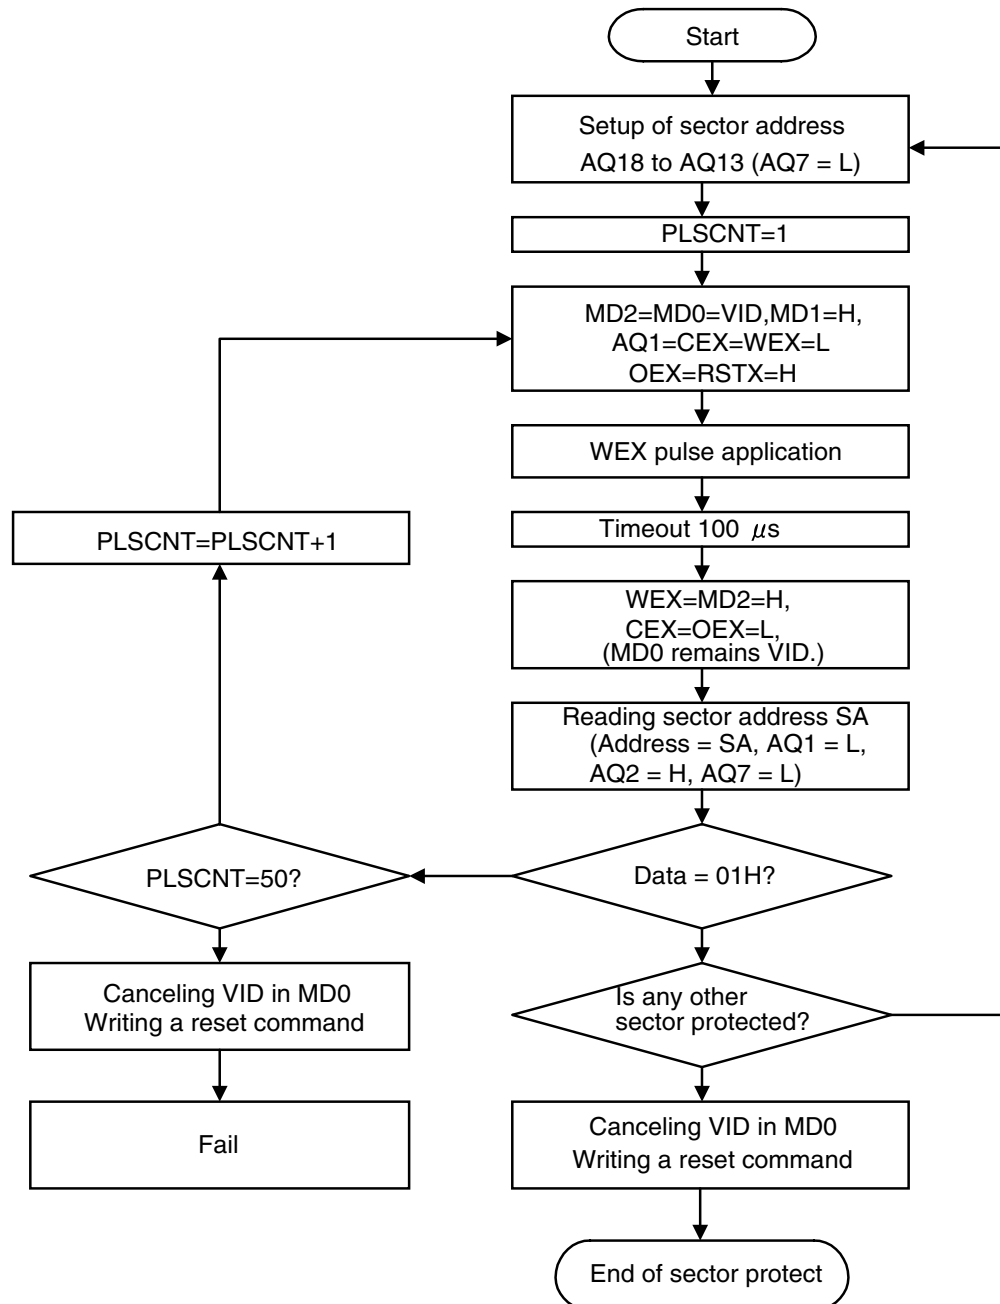 Start
Setup of sector address
AQ18 to AQ13 (AQ7 = L)
PLSCNT=1
MD2=MD0=VID,MD1=H,
AQ1=CEX=WEX=L
OEX=RSTX=H
WEX pulse application
PLSCNT=PLSCNT+1
Timeout 100 μs
WEX=MD2=H,
CEX=OEX=L,
(MD0 remains VID.)
Reading sector address SA
(Address = SA, AQ1 = L,
AQ2 = H, AQ7 = L)
PLSCNT=50?
Data = 01H?
Canceling VID in MD0
Writing a reset command
Is any other
sector protected?
Fail
Canceling VID in MD0
Writing a reset command
End of sector protect